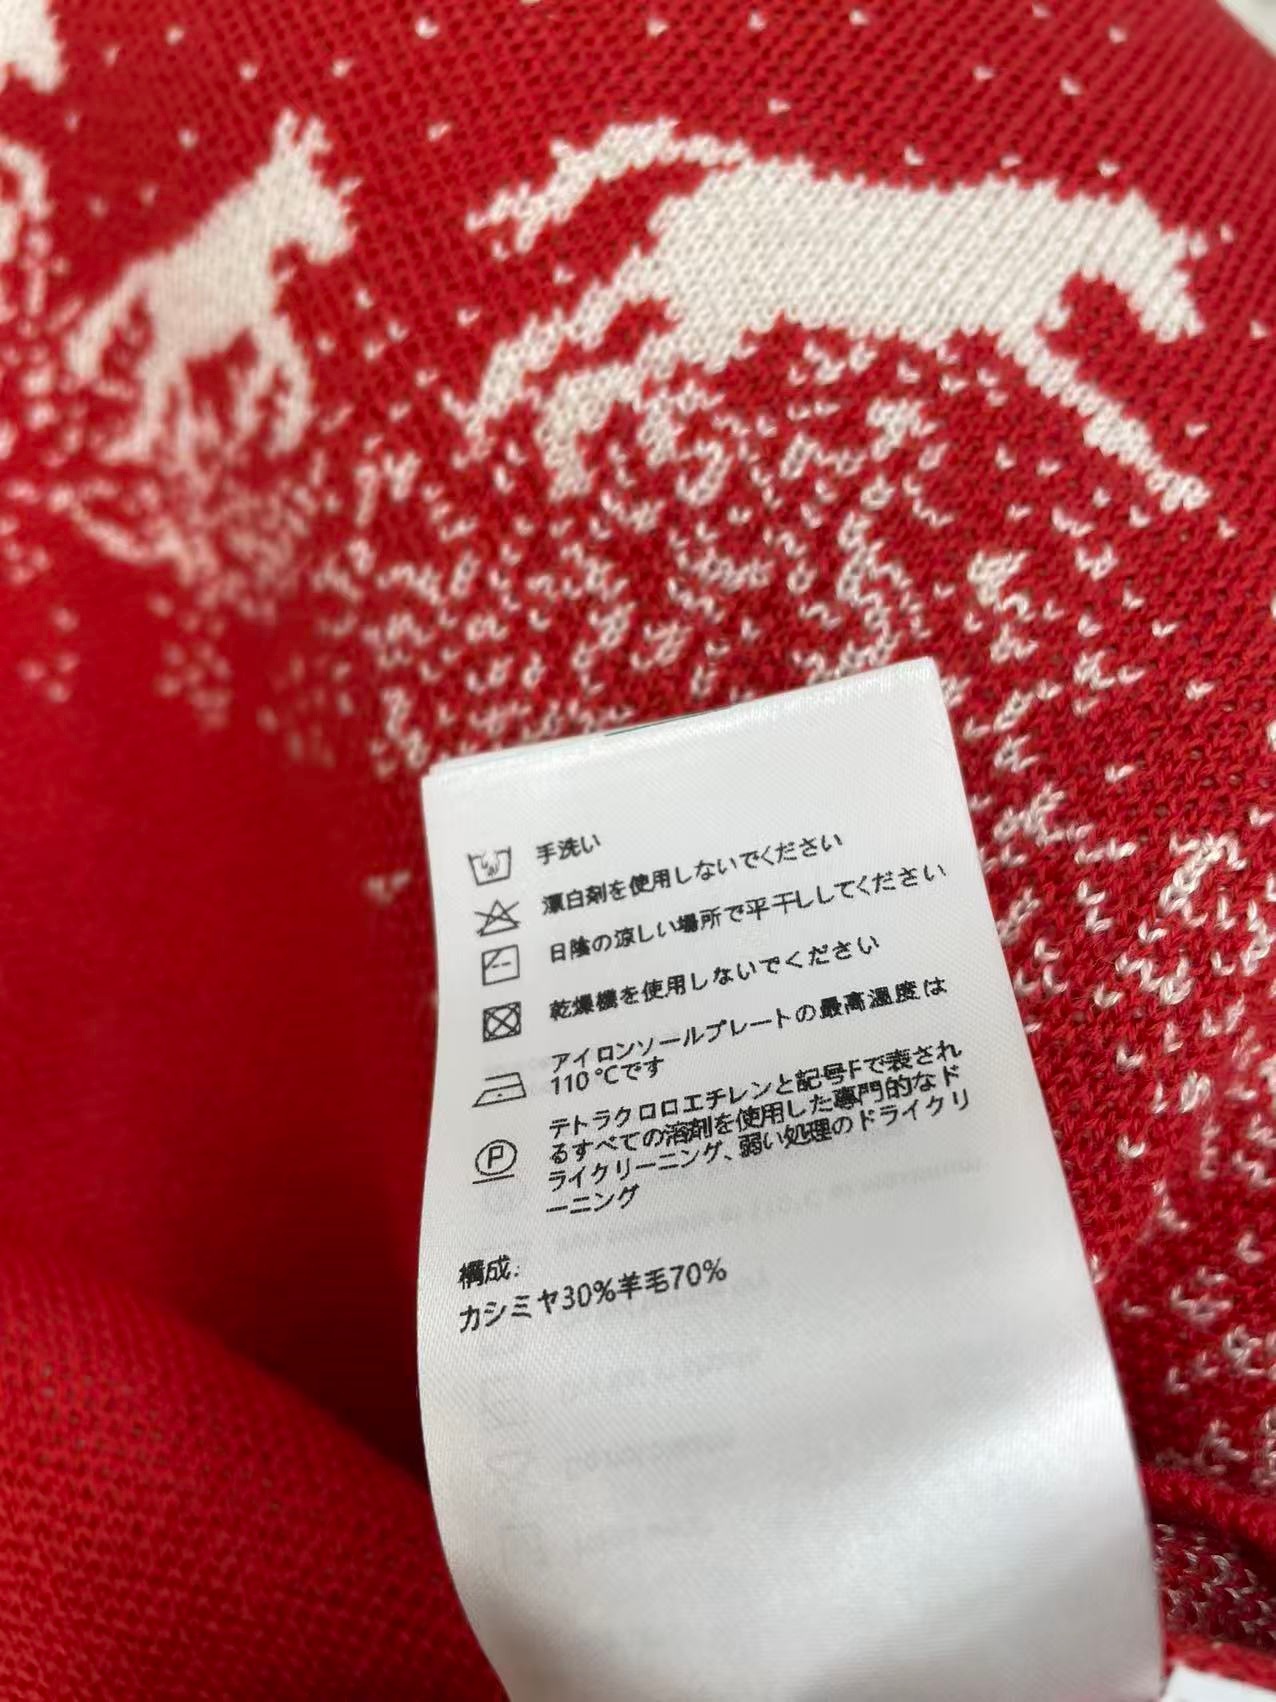 手洗い
漂白剤を使用しないでください
日陰の涼しい場所で平干ししてください
乾燥機を使用しないでください
アイロンソールプレートの最高温度は
110℃です
テトラクロロエチレンと記号Fで表され
るすべての溶剤を使用した専門的なド
ライクリーニング、弱い処理のドライクリ
ーニング
P
構成:
カシミヤ30%羊毛70%